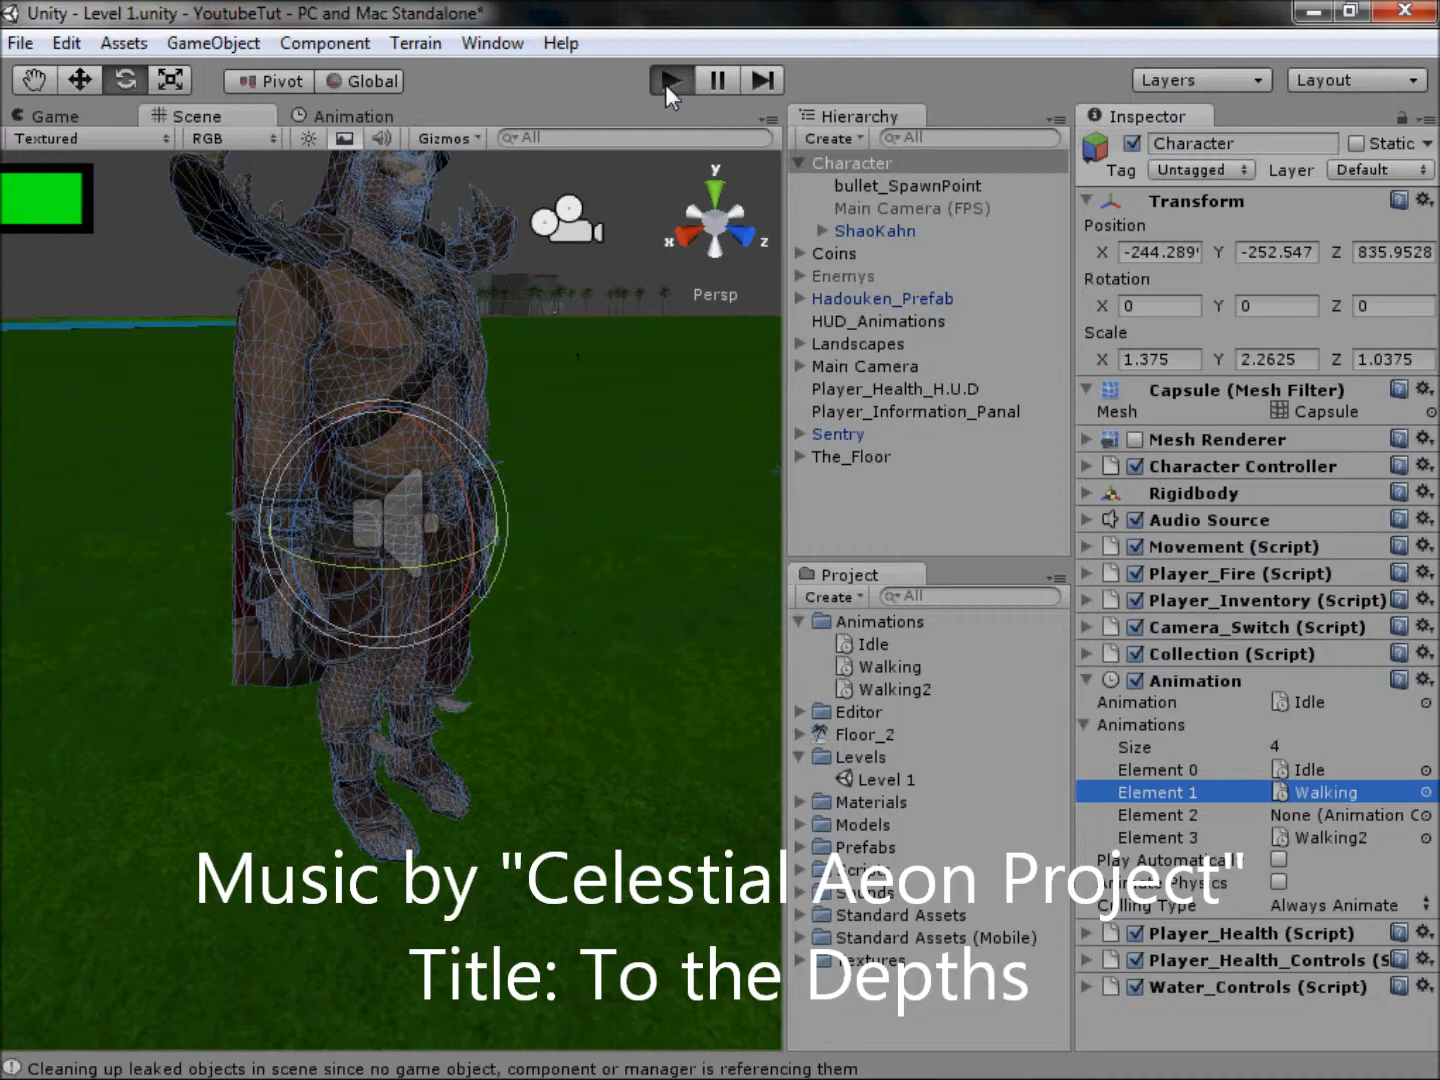 Unity - Level 1.unity - YoutubeTut - PC and Mac Standalone*
File Edit Assets GameObject Component Terrain Window Help
Pivot Global Layers Layout
Game Scene Animation
Textured RGB Gizmos All
x y z
Persp
Hierarchy
Create All
Character
bullet_SpawnPoint
Main Camera (FPS)
ShaoKahn
Coins
Enemys
Hadouken_Prefab
HUD_Animations
Landscapes
Main Camera
Player_Health_H.U.D
Player_Information_Panal
Sentry
The_Floor
Project
Create All
Animations
Idle
Walking
Walking2
Editor
Floor_2
Levels
Level 1
Materials
Models
Prefabs
Standard Assets
Standard Assets (Mobile)
Textures
Inspector
Character Static
Tag Untagged Layer Default
Transform
Position
X -244.289 Y -252.547 Z 835.9528
Rotation
X 0 Y 0 Z 0
Scale
X 1.375 Y 2.2625 Z 1.0375
Capsule (Mesh Filter)
Mesh Capsule
Mesh Renderer
Character Controller
Rigidbody
Audio Source
Movement (Script)
Player_Fire (Script)
Player_Inventory (Script)
Camera_Switch (Script)
Collection (Script)
Animation
Animation Idle
Animations
Size 4
Element 0 Idle
Element 1 Walking
Element 2 None (Animation C
Element 3 Walking2
Play Automatically
Animate Physics
Culling Type Always Animate
Player_Health (Script)
Player_Health_Controls (S
Water_Controls (Script)
Music by "Celestial Aeon Project"
Title: To the Depths
Cleaning up leaked objects in scene since no game object, component or manager is referencing them